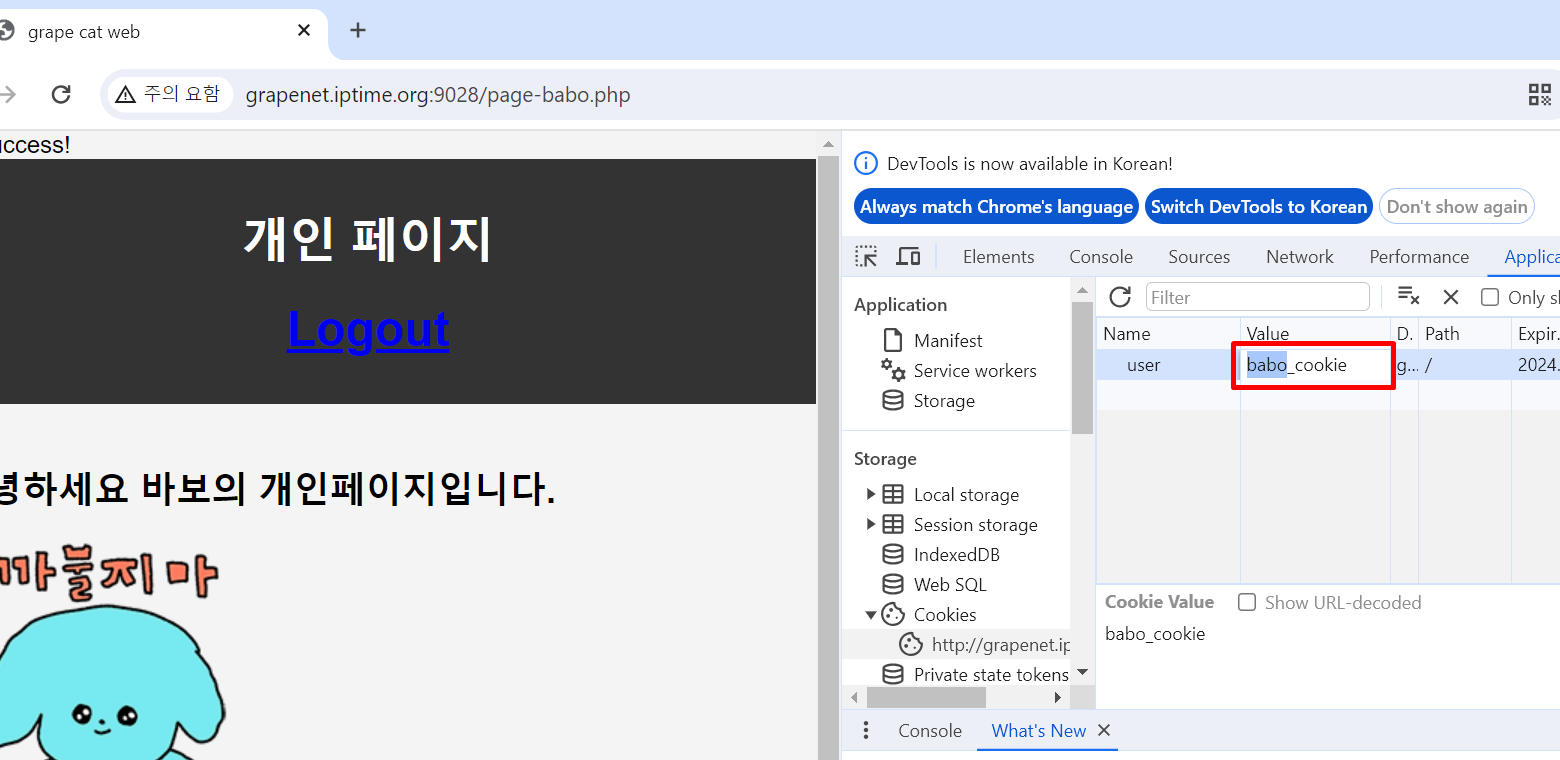 grape cat web
주의 요함
grapenet.iptime.org:9028/page-babo.php
uccess!
개인 페이지
Logout
녕하세요 바보의 개인페이지입니다.
까불지 마
DevTools is now available in Korean!
Always match Chrome's language
Switch DevTools to Korean
Don't show again
Elements
Console
Sources
Network
Performance
Applica
Application
Manifest
Service workers
Storage
Storage
Local storage
Session storage
IndexedDB
Web SQL
Cookies
http://grapenet.ip
Private state tokens
Filter
Only sh
Name Value D. Path Expir.
user babo_cookie g... / 2024.
Cookie Value Show URL-decoded
babo_cookie
Console What's New